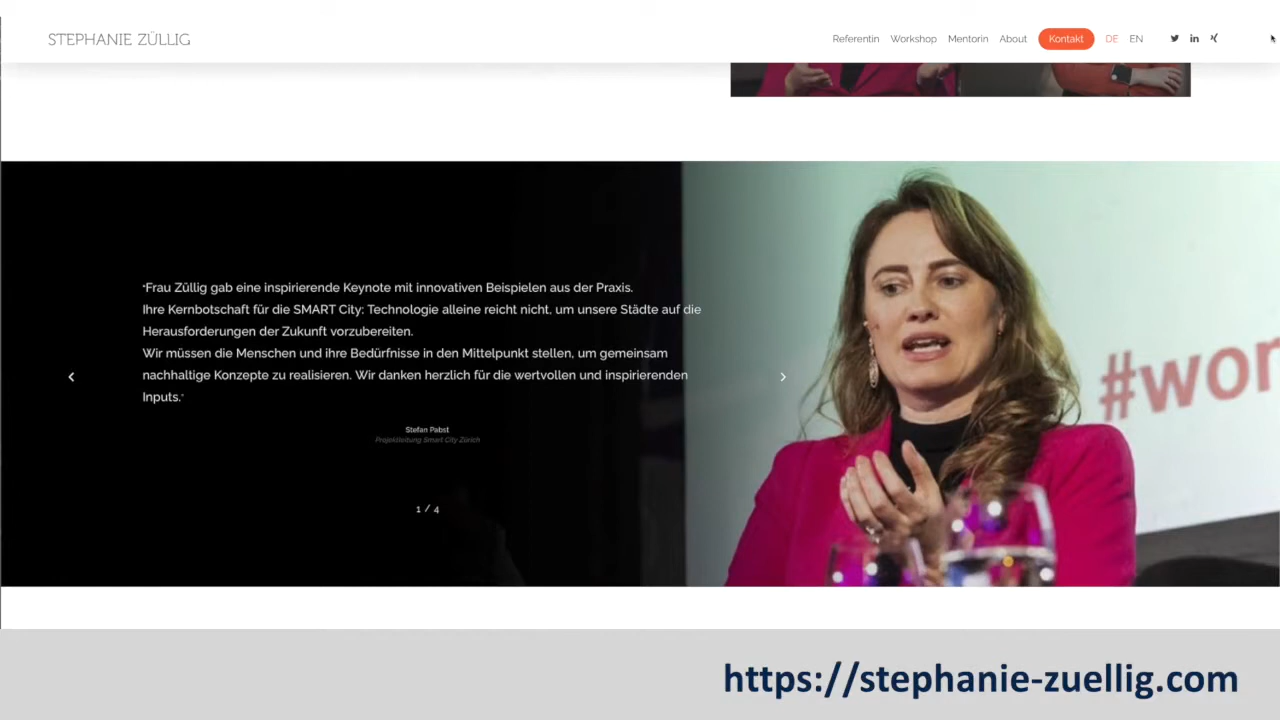 STEPHANIE ZÜLLIG
Referentin Workshop Mentorin About Kontakt DE EN
"Frau Züllig gab eine inspirierende Keynote mit innovativen Beispielen aus der Praxis.
Ihre Kernbotschaft für die SMART City: Technologie alleine reicht nicht, um unsere Städte auf die
Herausforderungen der Zukunft vorzubereiten.
Wir müssen die Menschen und ihre Bedürfnisse in den Mittelpunkt stellen, um gemeinsam
nachhaltige Konzepte zu realisieren. Wir danken herzlich für die wertvollen und inspirierenden
Inputs."
Stefan Pabst
Projektleitung Smart City Zürich
1 / 4
#wor
https://stephanie-zuellig.com